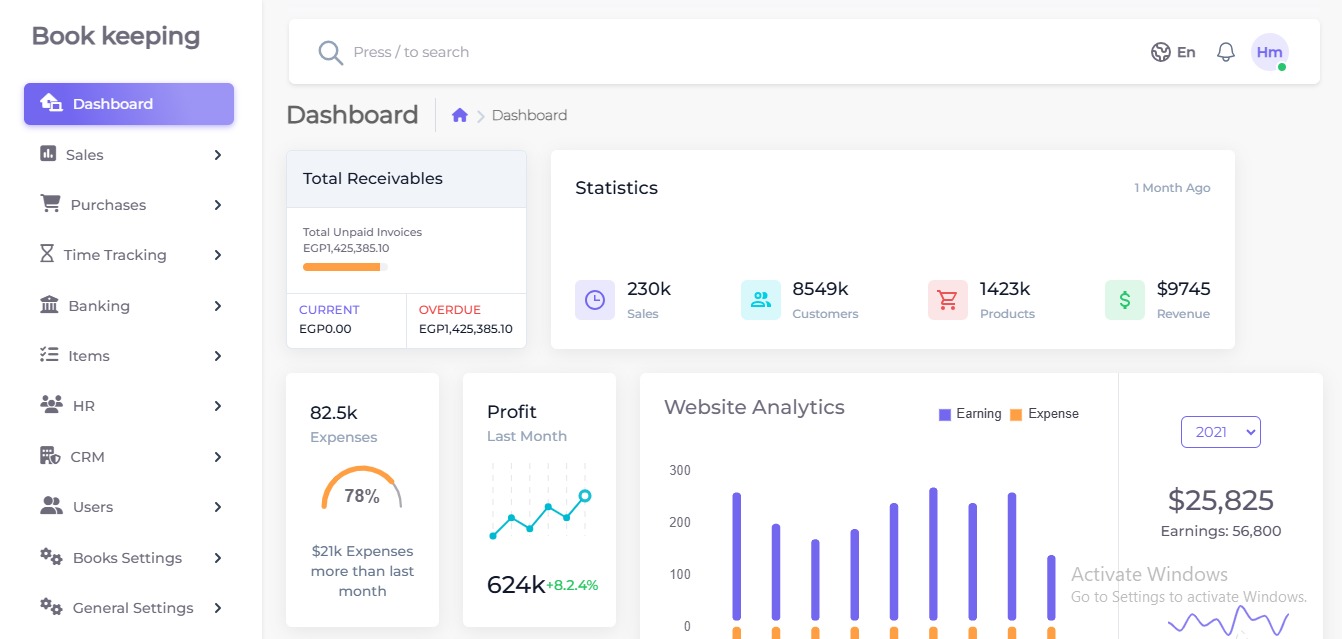 Book keeping
Dashboard
Sales
Purchases
Time Tracking
Banking
Items
HR
CRM
Users
Books Settings
General Settings
Press / to search
En
Hm
Dashboard
Dashboard
Total Receivables
Total Unpaid Invoices
EGP1,425,385.10
CURRENT
EGP0.00
OVERDUE
EGP1,425,385.10
Statistics
1 Month Ago
230k
Sales
8549k
Customers
1423k
Products
$9745
Revenue
82.5k
Expenses
78%
$21k Expenses
more than last
month
Profit
Last Month
624k +8.2.4%
Website Analytics
Earning
Expense
300
200
100
0
2021
$25,825
Earnings: 56,800
Activate Windows
Go to Settings to activate Windows.